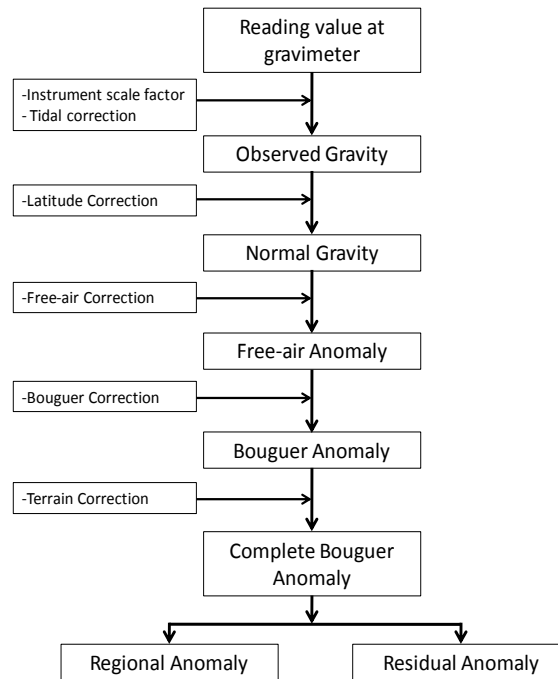 Reading value at
gravimeter
-Instrument scale factor
- Tidal correction
Observed Gravity
-Latitude Correction
Normal Gravity
-Free-air Correction
Free-air Anomaly
-Bouguer Correction
Bouguer Anomaly
-Terrain Correction
Complete Bouguer
Anomaly
Regional Anomaly
Residual Anomaly